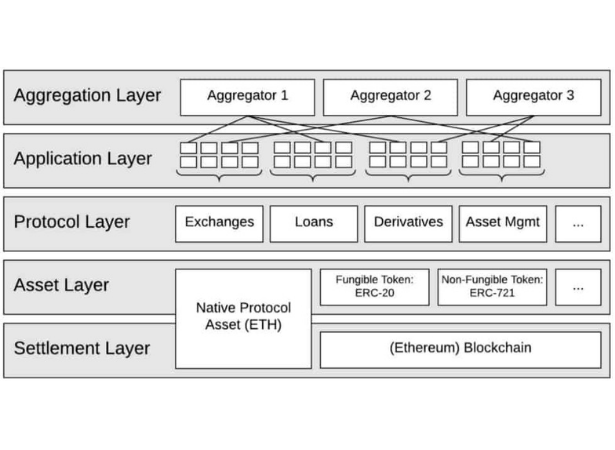 Aggregation Layer
Aggregator 1
Aggregator 2
Aggregator 3
Application Layer
Protocol Layer
Exchanges
Loans
Derivatives
Asset Mgmt
...
Asset Layer
Native Protocol
Asset (ETH)
Fungible Token:
ERC-20
Non-Fungible Token:
ERC-721
...
Settlement Layer
(Ethereum) Blockchain